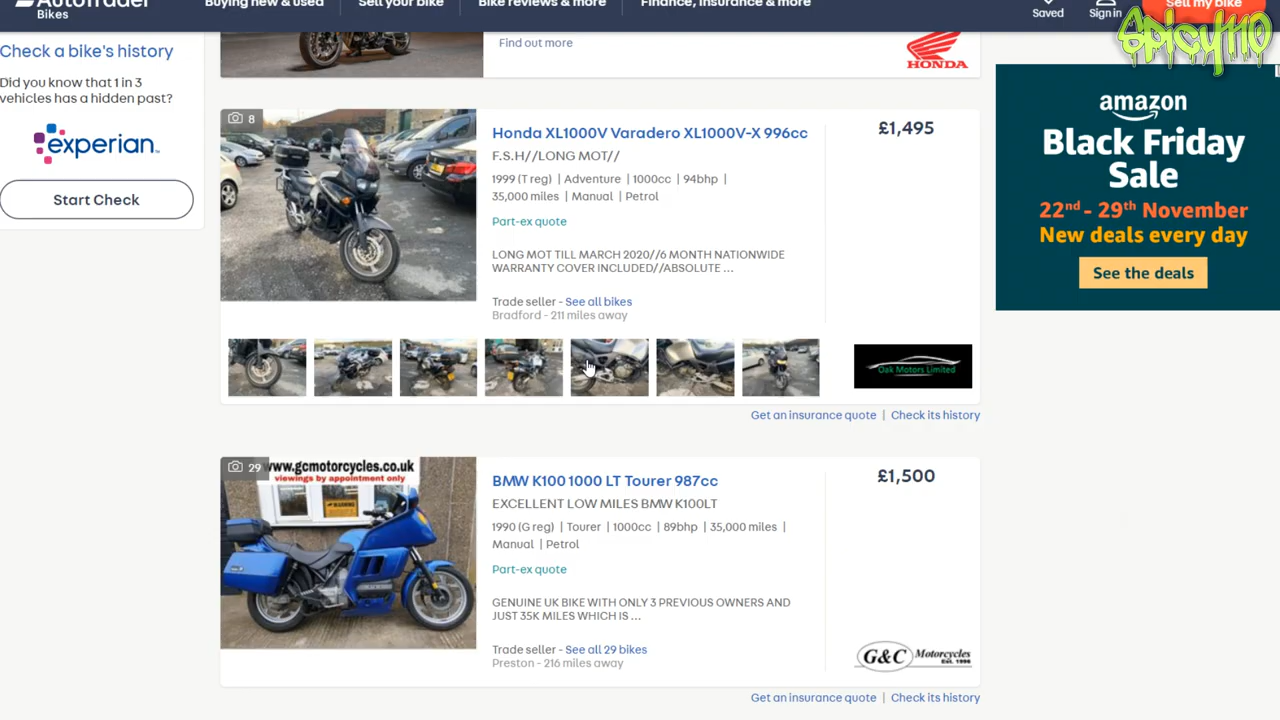 AutoTrader
Bikes
Buying new & used
Sell your bike
Bike reviews & more
Finance, insurance & more
Saved
Sign in
Sell my bike
SPICY110
Check a bike's history
Did you know that 1 in 3
vehicles has a hidden past?
experian
Start Check
Find out more
HONDA
8
Honda XL1000V Varadero XL1000V-X 996cc
£1,495
F.S.H//LONG MOT//
1999 (T reg) | Adventure | 1000cc | 94bhp |
35,000 miles | Manual | Petrol
Part-ex quote
LONG MOT TILL MARCH 2020//6 MONTH NATIONWIDE
WARRANTY COVER INCLUDED//ABSOLUTE ...
Trade seller - See all bikes
Bradford - 211 miles away
Oak Motors Limited
Get an insurance quote | Check its history
amazon
Black Friday
Sale
22nd - 29th November
New deals every day
See the deals
29
www.gcmotorcycles.co.uk
viewings by appointment only
BMW K100 1000 LT Tourer 987cc
£1,500
EXCELLENT LOW MILES BMW K100LT
1990 (G reg) | Tourer | 1000cc | 89bhp | 35,000 miles |
Manual | Petrol
Part-ex quote
GENUINE UK BIKE WITH ONLY 3 PREVIOUS OWNERS AND
JUST 35K MILES WHICH IS ...
Trade seller - See all 29 bikes
Preston - 216 miles away
G&C Motorcycles
Est. 1996
Get an insurance quote | Check its history